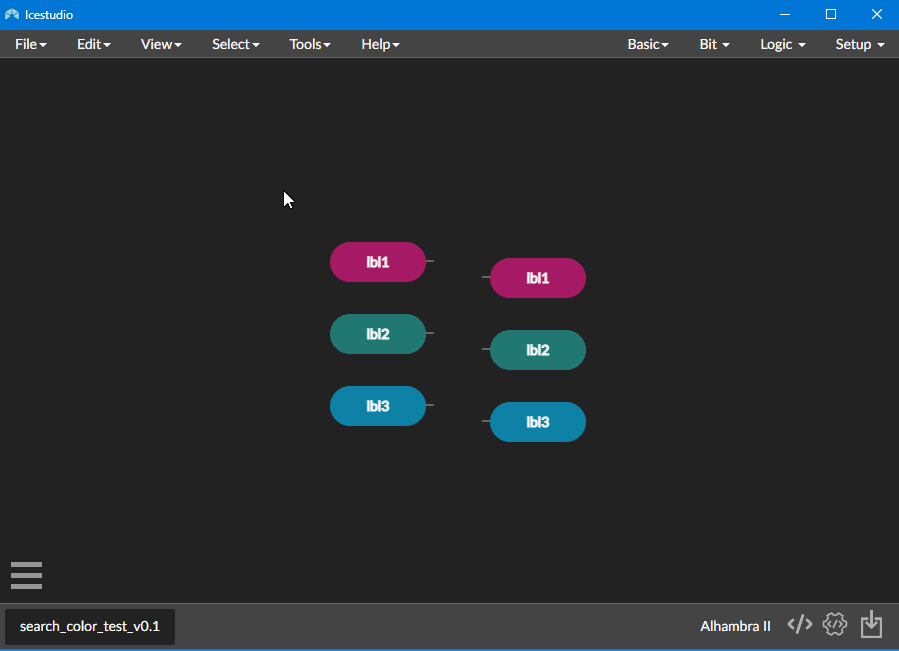 Icestudio
File Edit View Select Tools Help Basic Bit Logic Setup
lbl1
lbl1
lbl2
lbl2
lbl3
lbl3
search_color_test_v0.1 Alhambra II